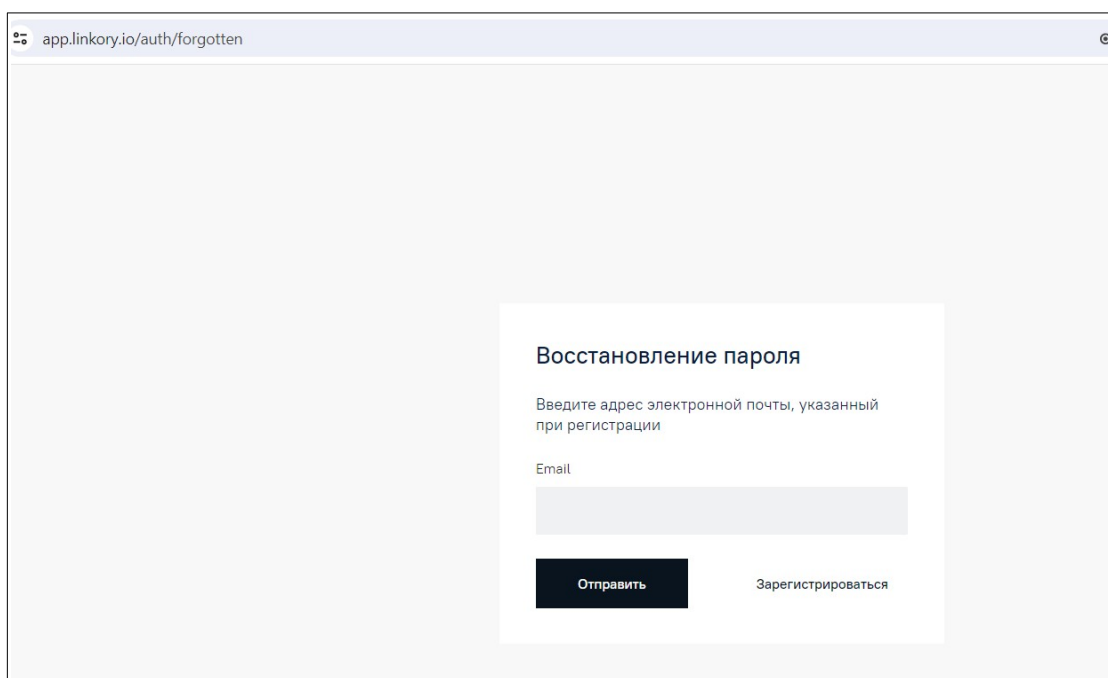 app.linkory.io/auth/forgotten
Восстановление пароля
Введите адрес электронной почты, указанный
при регистрации
Email
Отправить Зарегистрироваться